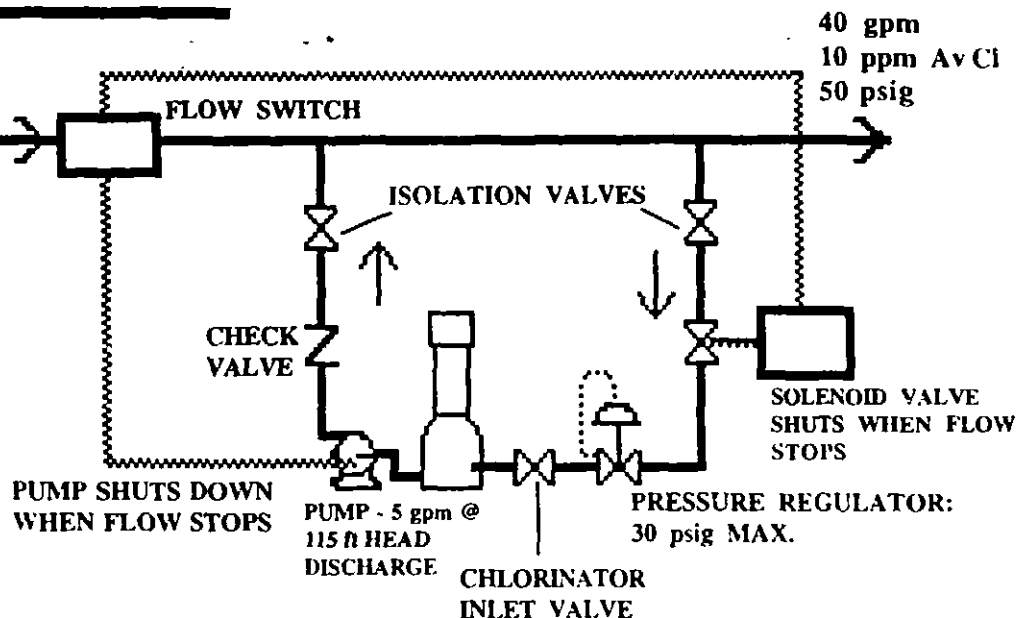 40 gpm
10 ppm Av Cl
50 psig
FLOW SWITCH
ISOLATION VALVES
CHECK
VALVE
SOLENOID VALVE
SHUTS WHEN FLOW
STOPS
PUMP SHUTS DOWN
WHEN FLOW STOPS
PUMP - 5 gpm @
115 ft HEAD
DISCHARGE
PRESSURE REGULATOR:
30 psig MAX.
CHLORINATOR
INLET VALVE